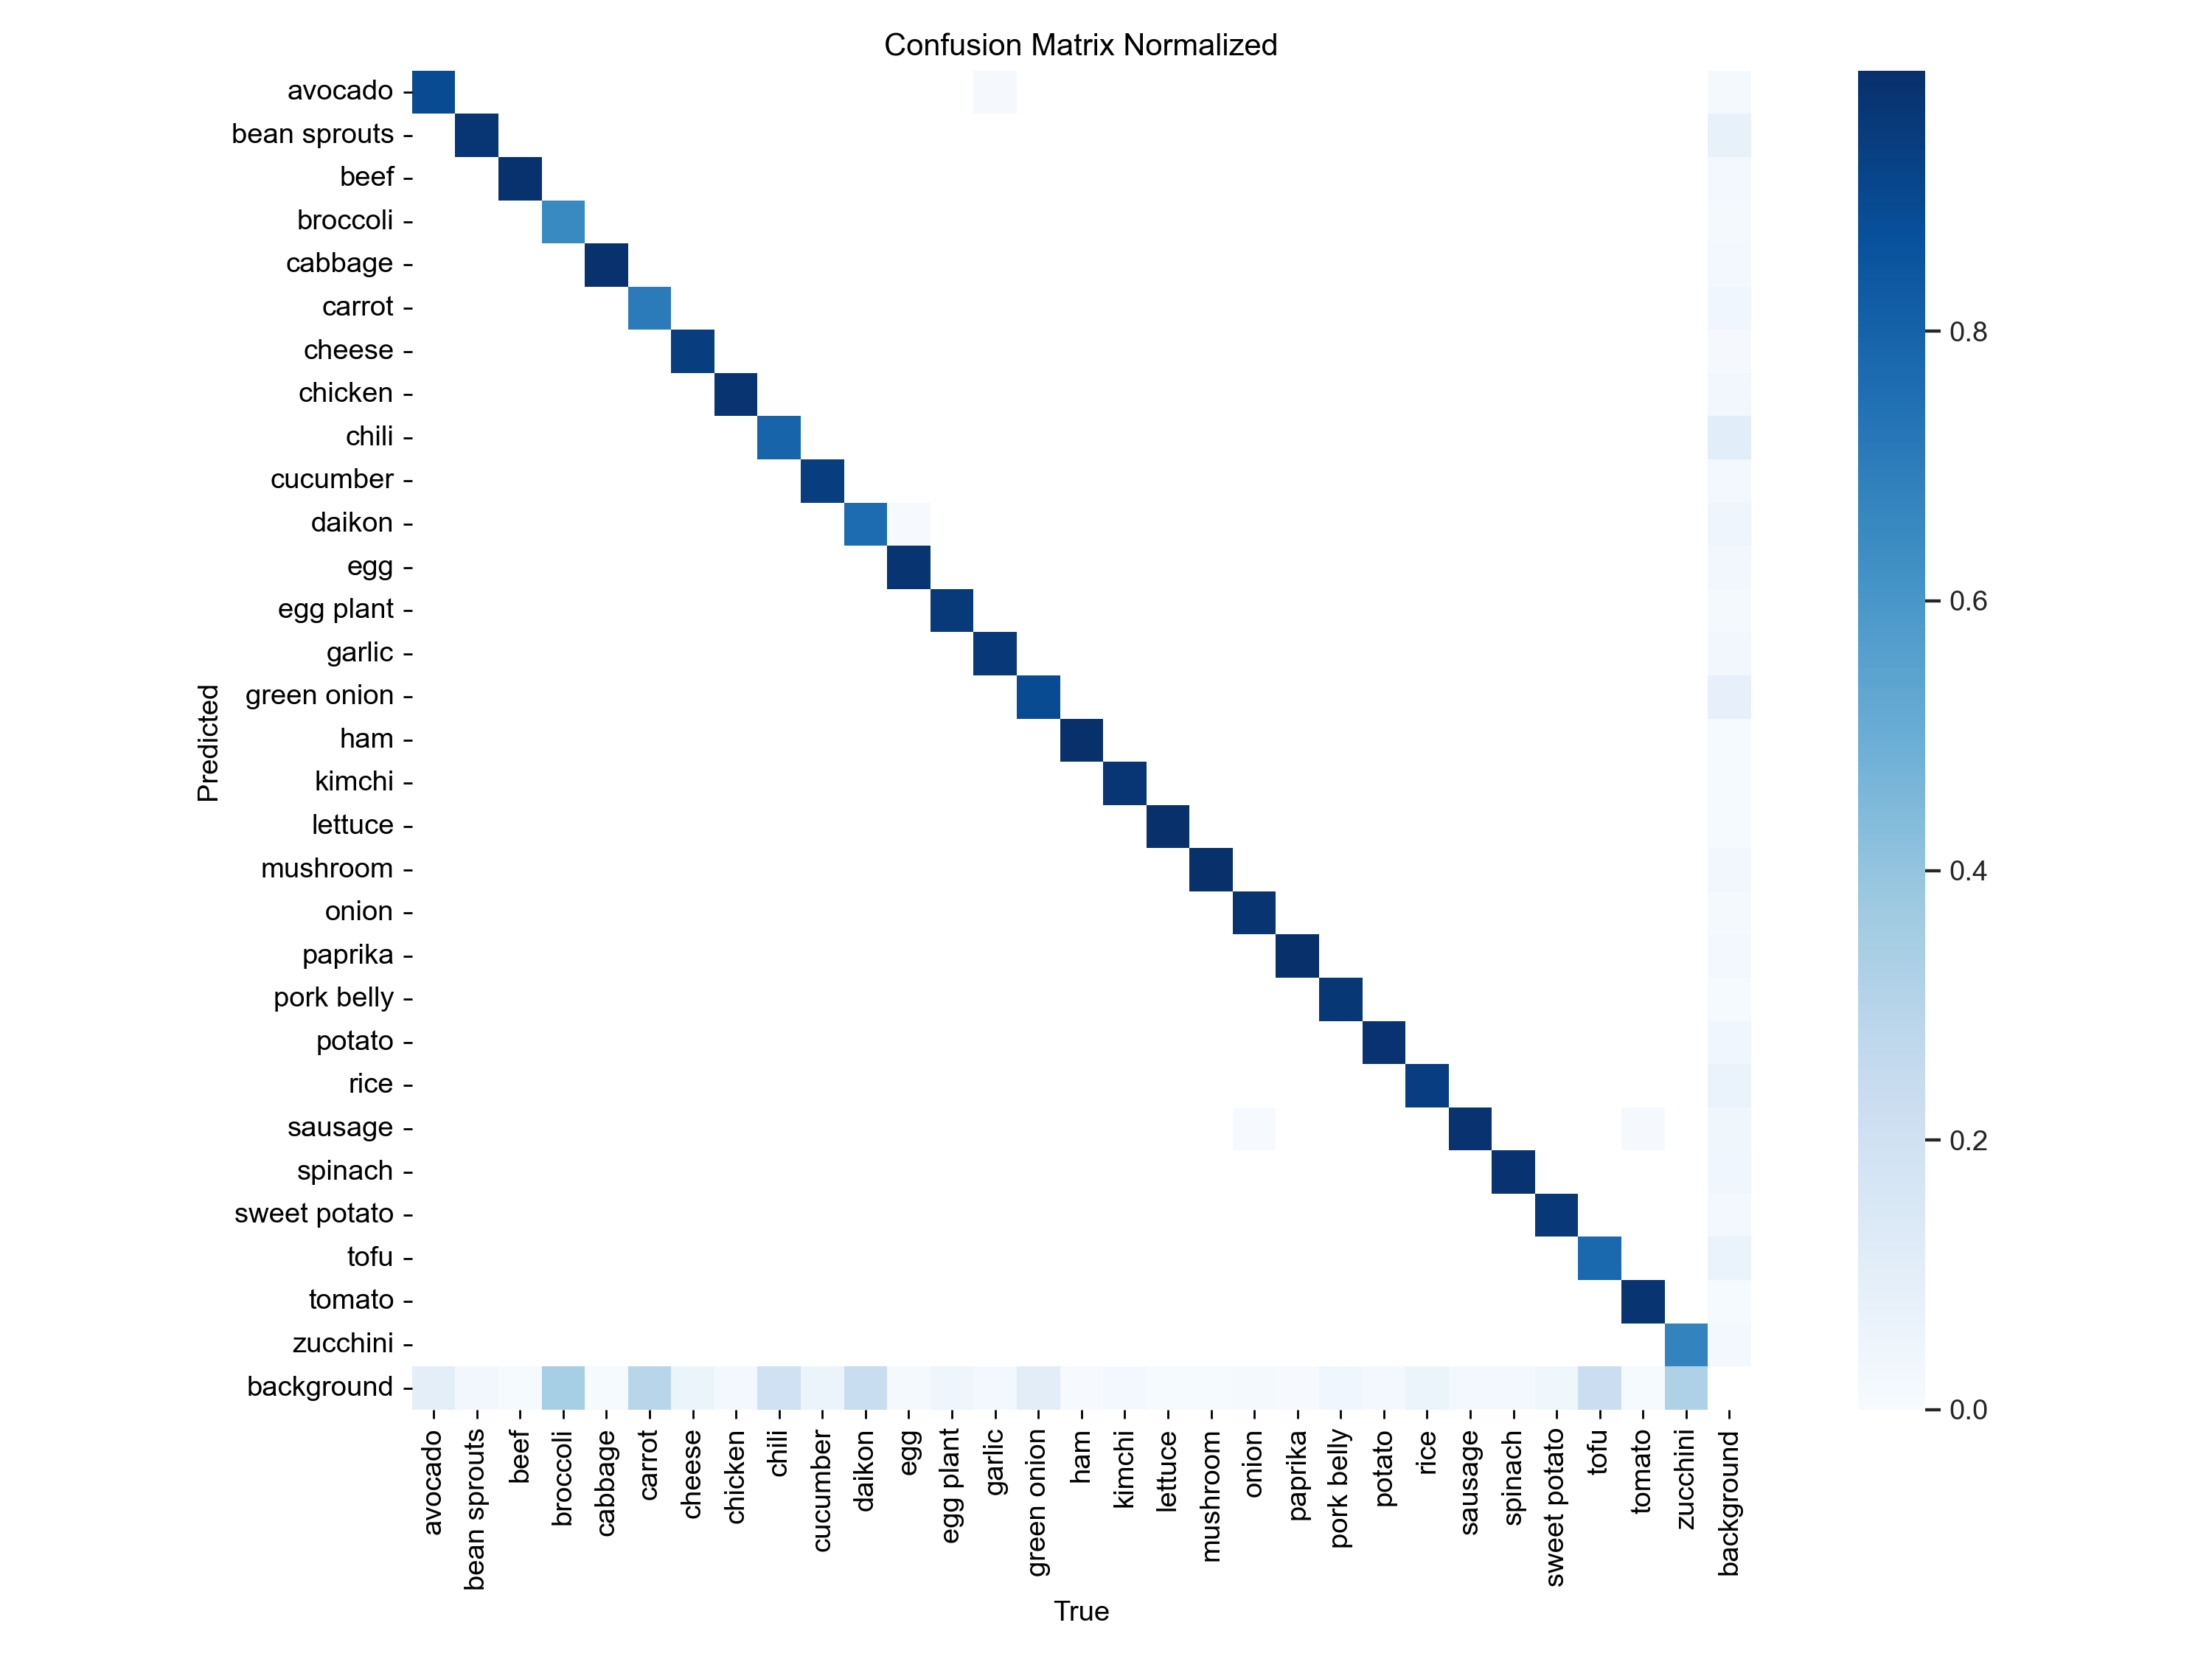 Confusion Matrix Normalized
avocado
bean sprouts
beef
broccoli
cabbage
carrot
cheese
chicken
chili
cucumber
daikon
egg
egg plant
garlic
green onion
ham
kimchi
lettuce
mushroom
onion
paprika
pork belly
potato
rice
sausage
spinach
sweet potato
tofu
tomato
zucchini
background
Predicted
avocado
bean sprouts
beef
broccoli
cabbage
carrot
cheese
chicken
chili
cucumber
daikon
egg
egg plant
garlic
green onion
ham
kimchi
lettuce
mushroom
onion
paprika
pork belly
potato
rice
sausage
spinach
sweet potato
tofu
tomato
zucchini
background
True
0.8
0.6
0.4
0.2
0.0